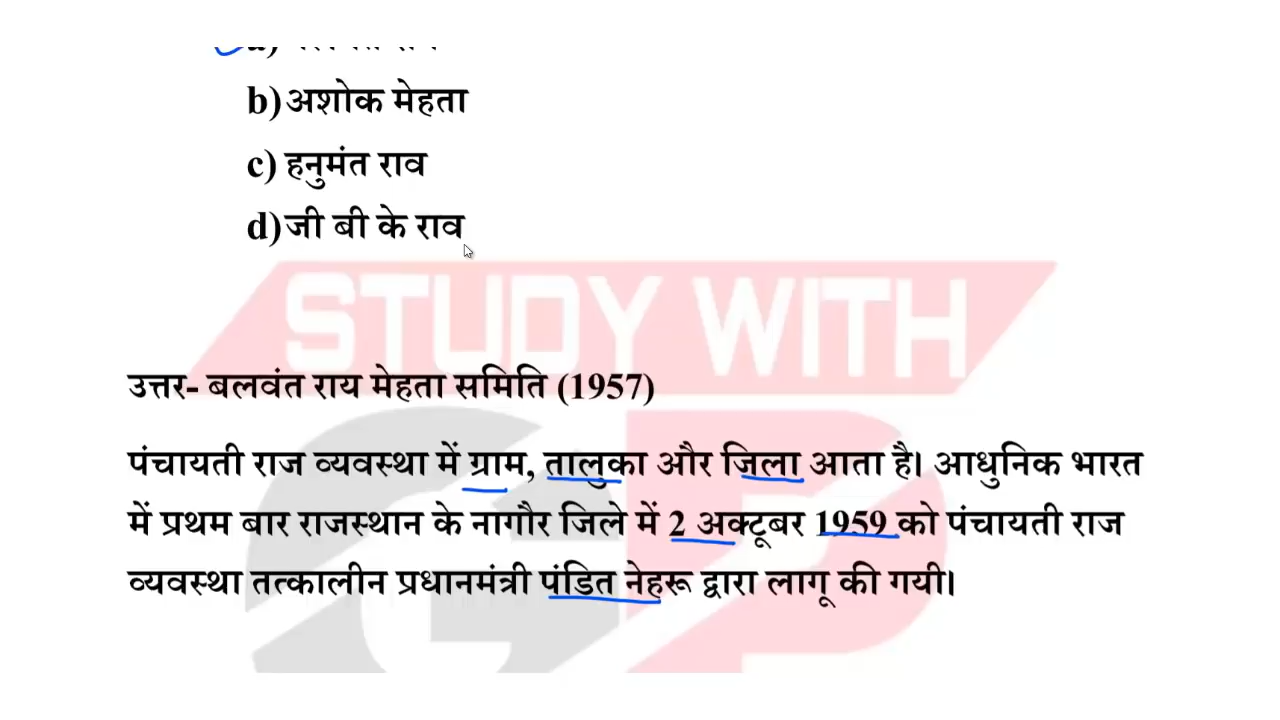 b) अशोक मेहता
c) हनुमंत राव
d) जी बी के राव
STUDY WITH
उत्तर- बलवंत राय मेहता समिति (1957)
पंचायती राज व्यवस्था में ग्राम, तालुका और जिला आता है। आधुनिक भारत
में प्रथम बार राजस्थान के नागौर जिले में 2 अक्टूबर 1959 को पंचायती राज
व्यवस्था तत्कालीन प्रधानमंत्री पंडित नेहरू द्वारा लागू की गयी।
GP